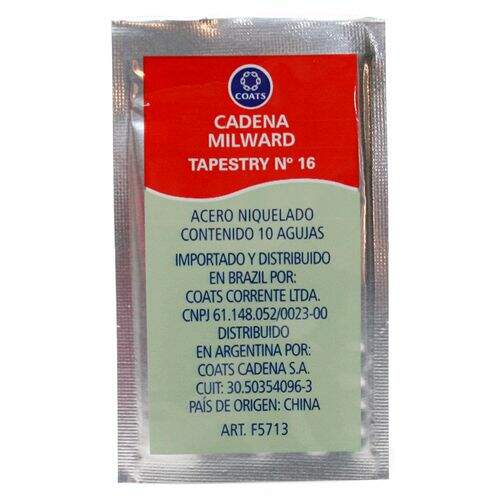 COATS
CADENA
MILWARD
TAPESTRY Nº 16
ACERO NIQUELADO
CONTENIDO 10 AGUJAS
IMPORTADO Y DISTRIBUIDO
EN BRAZIL POR:
COATS CORRENTE LTDA.
CNPJ 61.148.052/0023-00
DISTRIBUIDO
EN ARGENTINA POR:
COATS CADENA S.A.
CUIT: 30.50354096-3
PAÍS DE ORIGEN: CHINA
ART. F5713